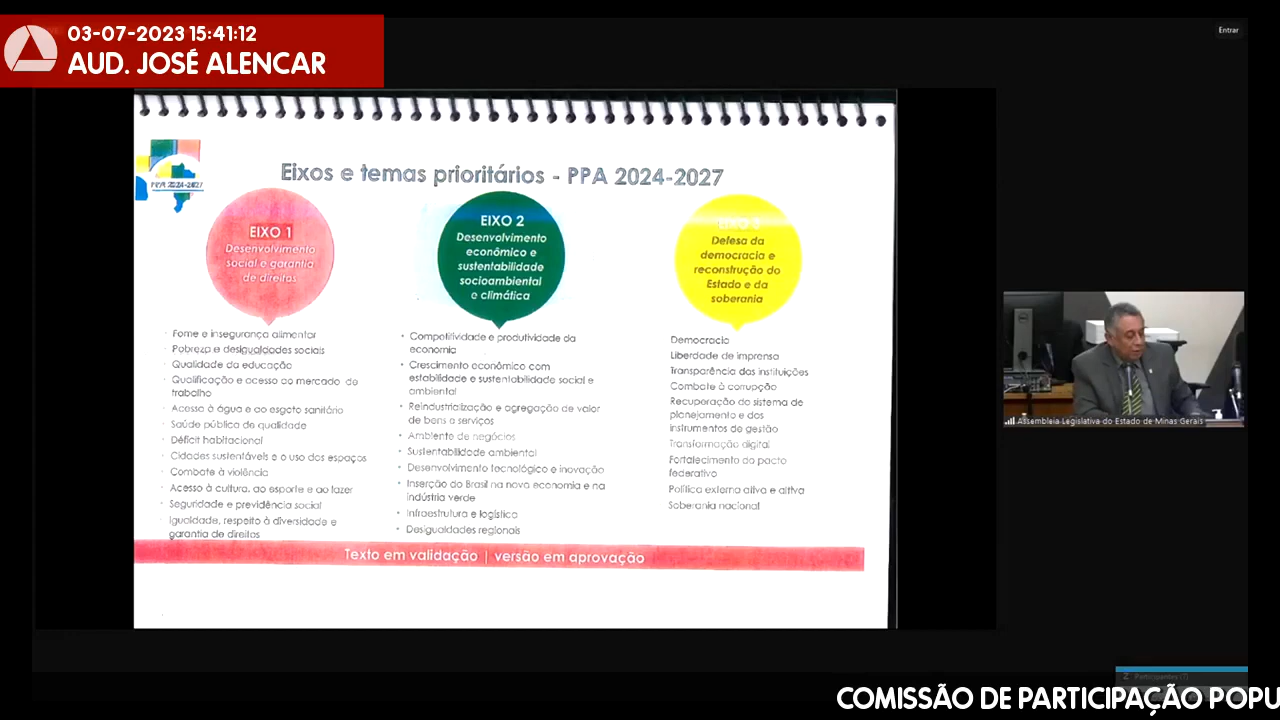 03-07-2023 15:41:12
AUD. JOSÉ ALENCAR
Entrar
PPA 2024-2027
Eixos e temas prioritários - PPA 2024-2027
EIXO 1
Desenvolvimento
social e garantia
de direitos
EIXO 2
Desenvolvimento
econômico e
sustentabilidade
socioambiental
e climática
EIXO 3
Defesa da
democracia e
reconstrução do
Estado e da
soberania
Fome e insegurança alimentar
Pobreza e desigualdades sociais
Qualidade da educação
Qualificação e acesso ao mercado de
trabalho
Acesso à água e ao esgoto sanitário
Saúde pública de qualidade
Déficit habitacional
Cidades sustentáveis e o uso dos espaços
Combate à violência
Acesso à cultura, ao esporte e ao lazer
Seguridade e previdência social
Igualdade, respeito à diversidade e
garantia de direitos
• Competitividade e produtividade da
economia
• Crescimento econômico com
estabilidade e sustentabilidade social e
ambiental
• Reindustrialização e agregação de valor
de bens e serviços
• Ambiente de negócios
• Sustentabilidade ambiental
• Desenvolvimento tecnológico e inovação
• Inserção do Brasil na nova economia e na
indústria verde
• Infraestrutura e logística
• Desigualdades regionais
Democracia
Liberdade de imprensa
Transparência das instituições
Combate à corrupção
Recuperação do sistema de
planejamento e dos
instrumentos de gestão
Transformação digital
Fortalecimento do pacto
federativo
Política externa ativa e altiva
Soberania nacional
Texto em validação | versão em aprovação
Assembleia Legislativa do Estado de Minas Gerais
Participantes (7)
COMISSÃO DE PARTICIPAÇÃO POPU